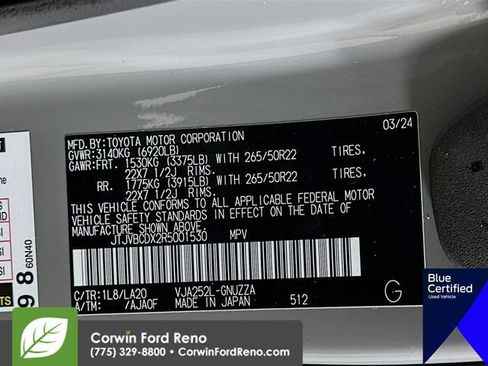 03/24
MFD.BY:TOYOTA MOTOR CORPORATION
GVWR:3140KG (6920LB)
GAWR:FRT. 1530KG (3375LB) WITH 265/50R22 TIRES.
22X7 1/2J RIMS.
RR. 1775KG (3915LB) WITH 265/50R22 TIRES.
22X7 1/2J RIMS.
THIS VEHICLE CONFORMS TO ALL APPLICABLE FEDERAL MOTOR
VEHICLE SAFETY STANDARDS IN EFFECT ON THE DATE OF
MANUFACTURE SHOWN ABOVE.
JTJVBCDX2R5001530 MPV
C/TR:1L8/LA20 VJA252L-GNUZZA
A/TM: /AJA0F MADE IN JAPAN 512
G
98
60N40
Blue
Certified
Used Vehicle
Corwin Ford Reno
(775) 329-8800 • CorwinFordReno.com